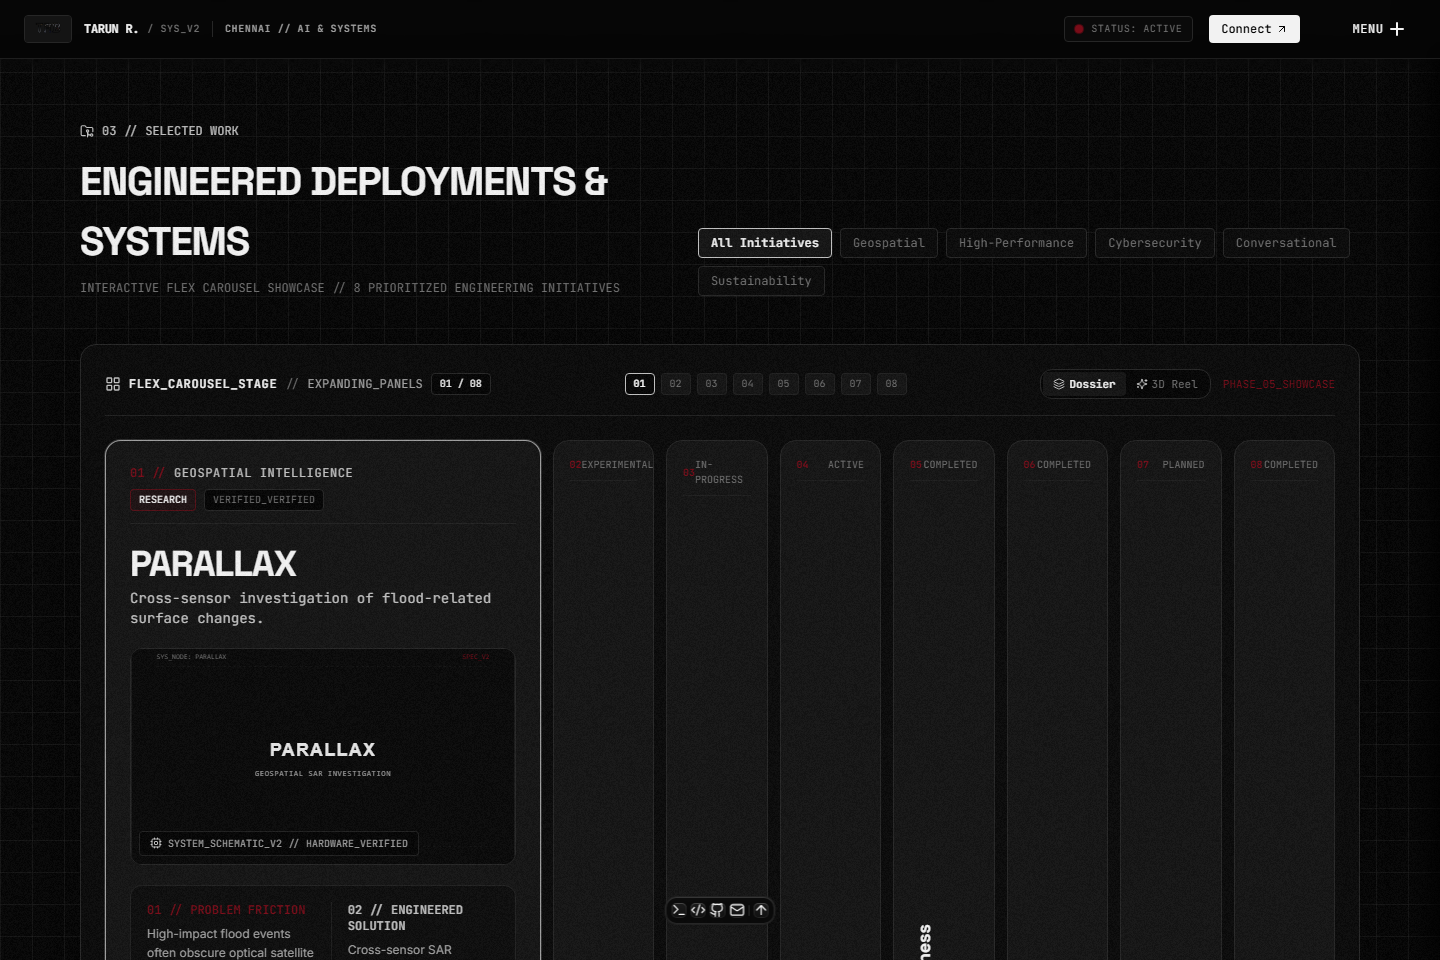 TARUN R. / SYS_V2 CHENNAI // AI & SYSTEMS
STATUS: ACTIVE
Connect
MENU
03 // SELECTED WORK
ENGINEERED DEPLOYMENTS &
SYSTEMS
INTERACTIVE FLEX CAROUSEL SHOWCASE // 8 PRIORITIZED ENGINEERING INITIATIVES
All Initiatives Geospatial High-Performance Cybersecurity Conversational
Sustainability
FLEX_CAROUSEL_STAGE // EXPANDING_PANELS 01 / 08
01 02 03 04 05 06 07 08
Dossier 3D Reel PHASE_05_SHOWCASE
01 // GEOSPATIAL INTELLIGENCE
RESEARCH VERIFIED_VERIFIED
PARALLAX
Cross-sensor investigation of flood-related
surface changes.
SYS_NODE: PARALLAX
PARALLAX
GEOSPATIAL SAR INVESTIGATION
SYSTEM_SCHEMATIC_V2 // HARDWARE_VERIFIED
01 // PROBLEM FRICTION
High-impact flood events
often obscure optical satellite
02 // ENGINEERED
SOLUTION
Cross-sensor SAR
02 EXPERIMENTAL
03 IN-
PROGRESS
04 ACTIVE
05 COMPLETED
ness
06 COMPLETED
07 PLANNED
08 COMPLETED